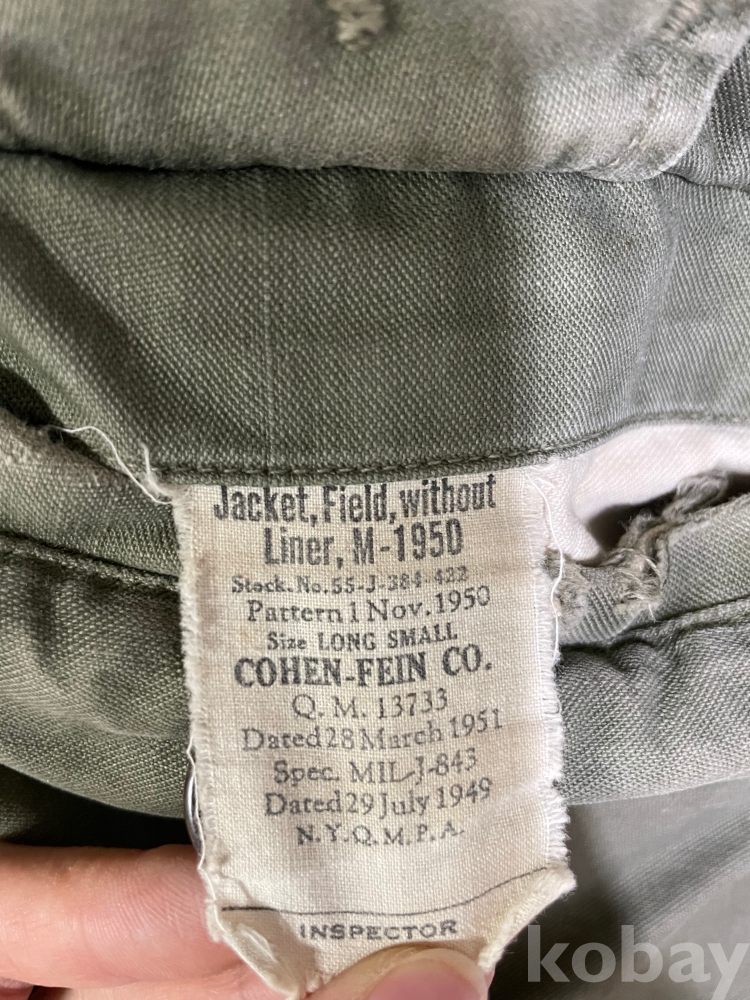 Jacket, Field, without
Liner, M-1950
Stock. No. 55-J-384-422
Pattern 1 Nov. 1950
Size LONG SMALL
COHEN-FEIN CO.
Q. M. 13733
Dated 28 March 1951
Spec. MIL-J-843
Dated 29 July 1949
N. Y. Q. M. P. A.
INSPECTOR
kobay